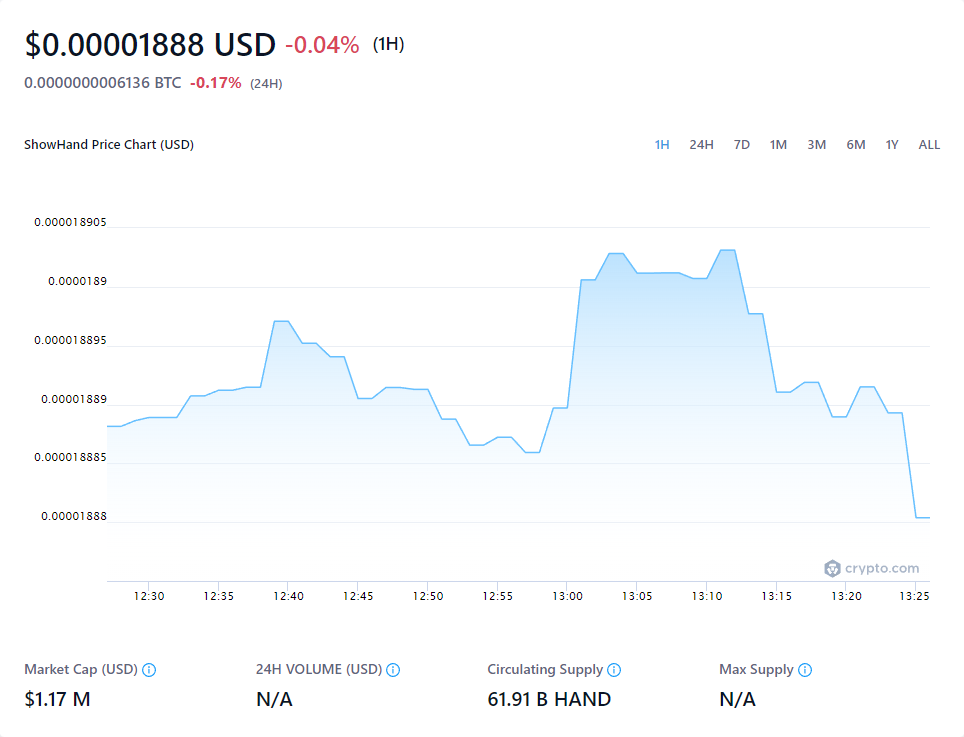 $0.00001888 USD -0.04% (1H)
0.0000000006136 BTC -0.17% (24H)
ShowHand Price Chart (USD) 1H 24H 7D 1M 3M 6M 1Y ALL
0.000018905
0.0000189
0.000018895
0.00001889
0.000018885
0.00001888
crypto.com
12:30 12:35 12:40 12:45 12:50 12:55 13:00 13:05 13:10 13:15 13:20 13:25
Market Cap (USD) 24H VOLUME (USD) Circulating Supply Max Supply
$1.17 M N/A 61.91 B HAND N/A